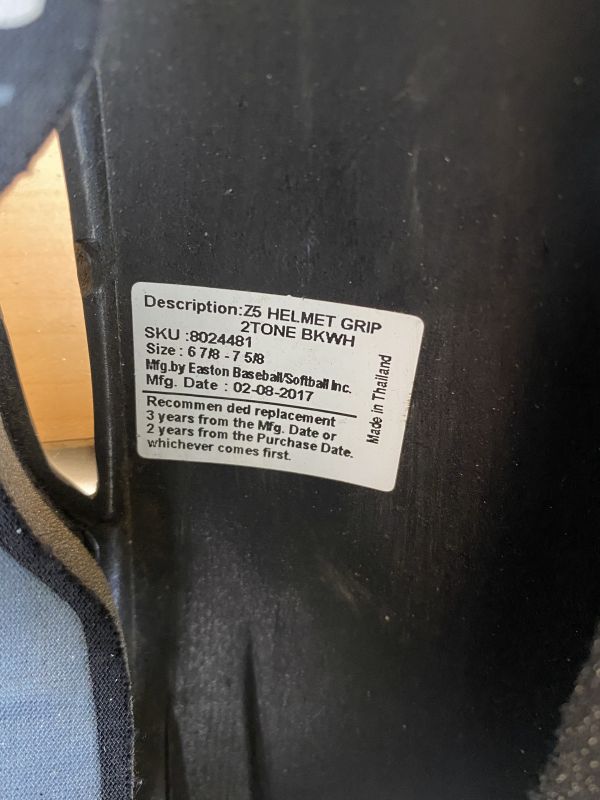 Description:Z5 HELMET GRIP
2TONE BKWH
SKU :8024481
Size : 6 7/8 - 7 5/8
Mfg.by Easton Baseball/Softball Inc.
Mfg. Date : 02-08-2017
Recommen ded replacement
3 years from the Mfg. Date or
2 years from the Purchase Date.
whichever comes first.
Made in Thailand